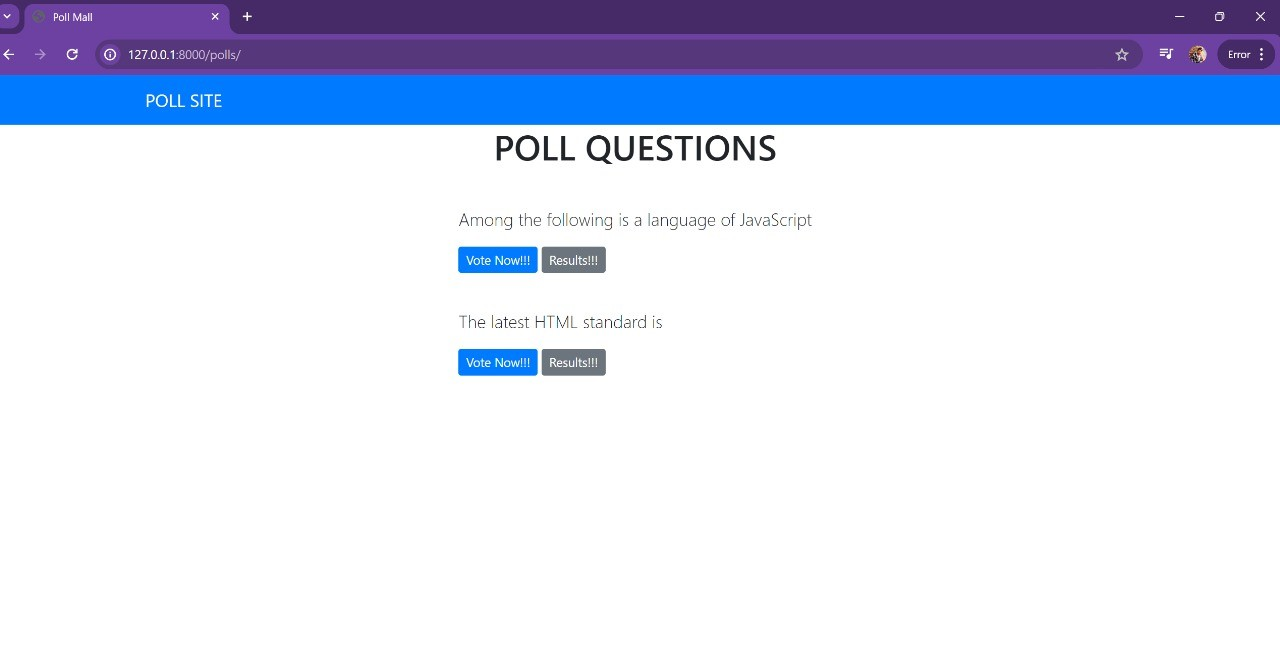 Poll Mall
127.0.0.1:8000/polls/
Error
POLL SITE
POLL QUESTIONS
Among the following is a language of JavaScript
Vote Now!!! Results!!!
The latest HTML standard is
Vote Now!!! Results!!!